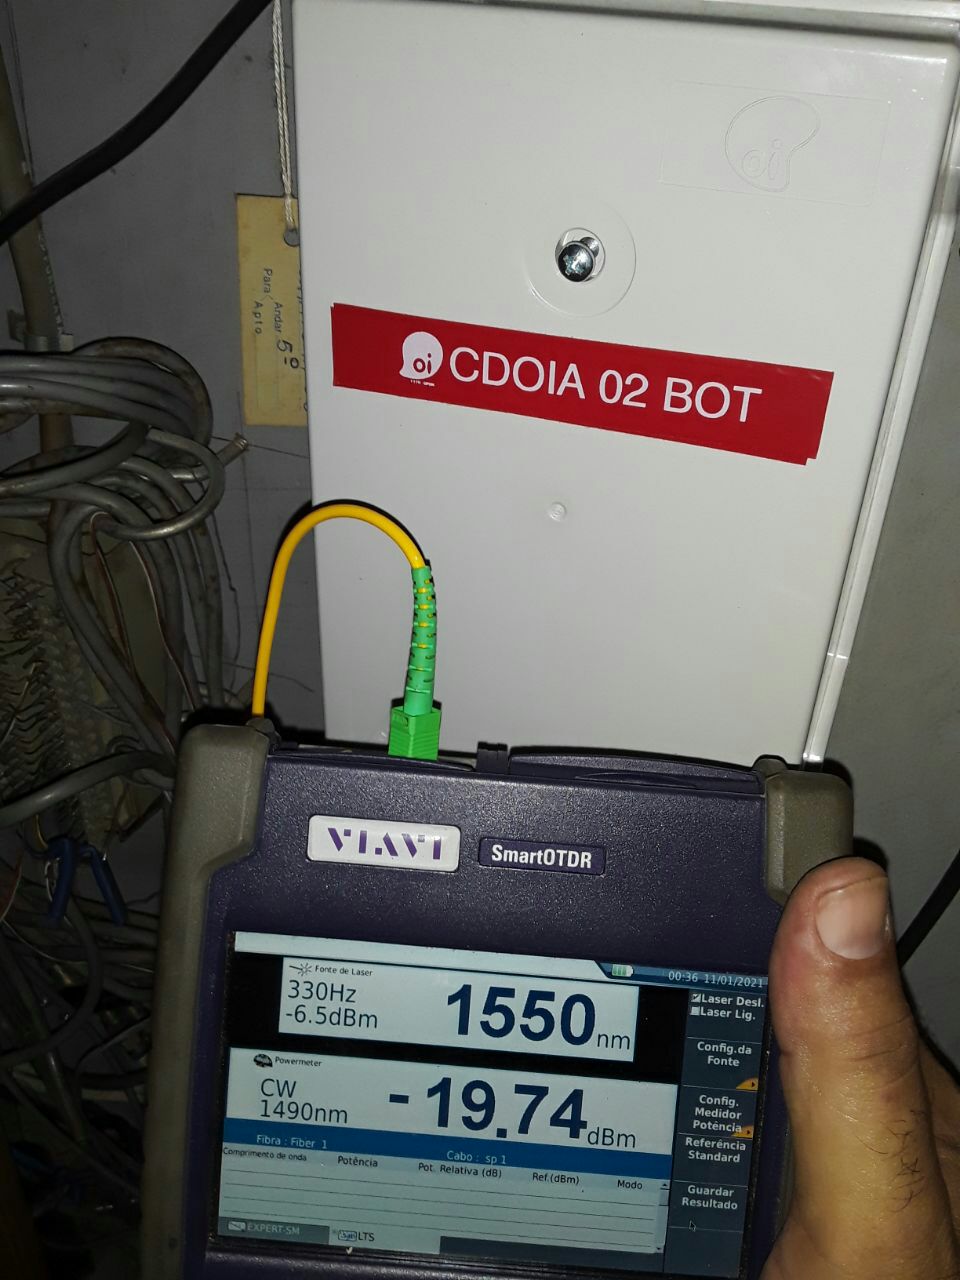 oi
Para
Andar 5º
Apto.
oi CDOIA 02 BOT
VIAVI
SmartOTDR
00:36 11/01/2021
Fonte de Laser
330Hz
-6.5dBm
1550nm
Laser Desl.
Laser Lig.
Config.da
Fonte
Powermeter
CW
1490nm
-19.74dBm
Config.
Medidor
Potência
Fibra : Fiber 1
Cabo : sp 1
Referência
Standard
Comprimento de onda
Potência
Pot. Relativa (dB)
Ref.(dBm)
Modo
Guardar
Resultado
EXPERT-SM
LTS